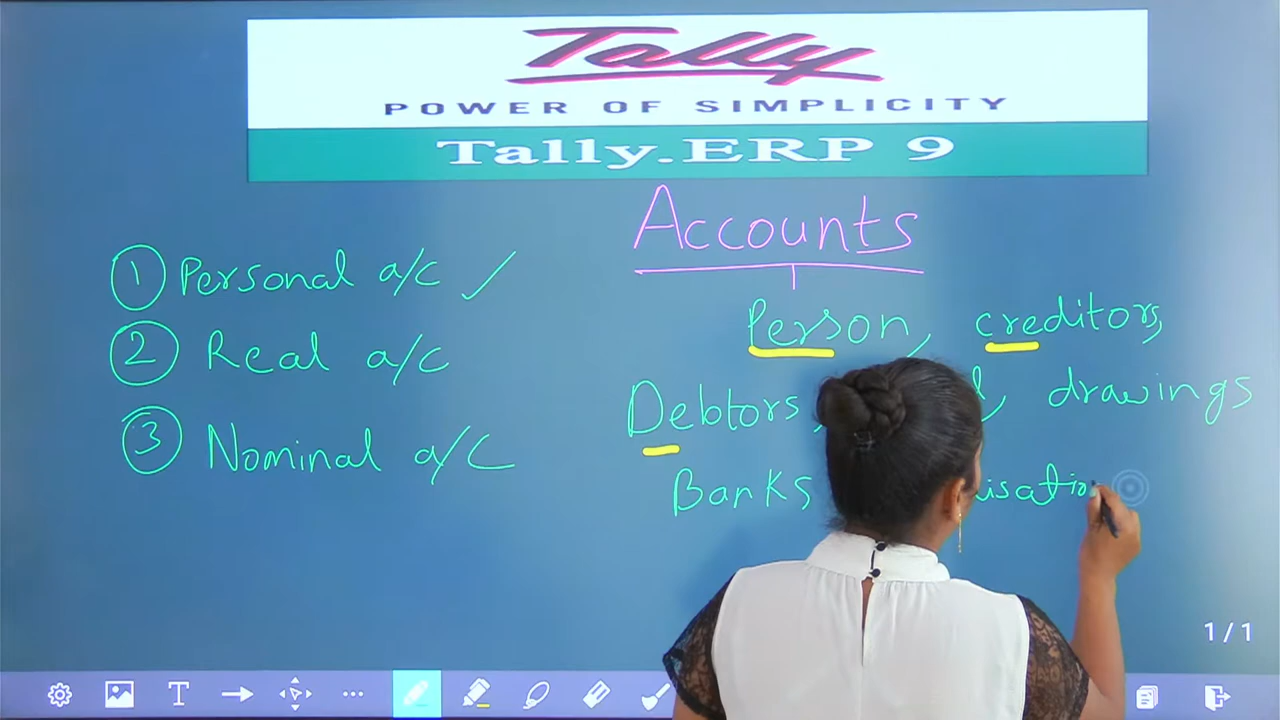 Tally
POWER OF SIMPLICITY
Tally.ERP 9
Accounts
① Personal a/c ✓
② Real a/c
③ Nominal a/c
Person, creditors,
Debtors, drawings
Banks
1/1
T